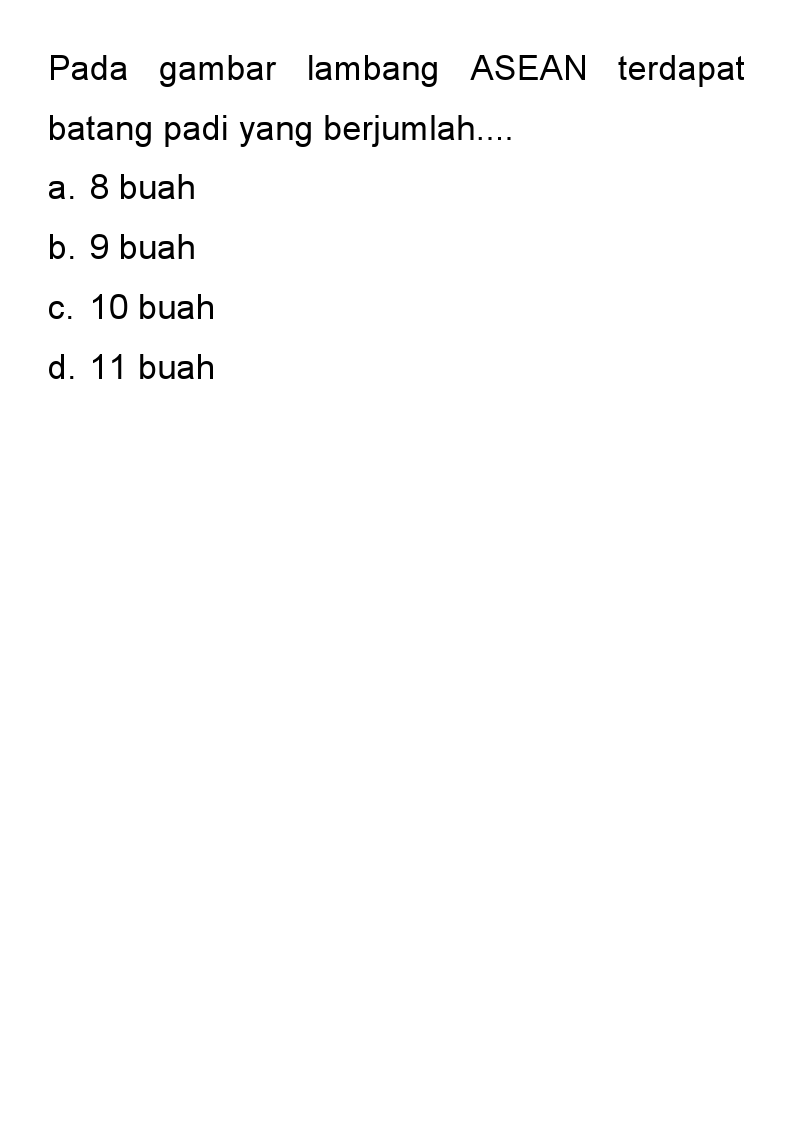 Pada gambar lambang ASEAN terdapat
batang padi yang berjumlah....
a. 8 buah
b. 9 buah
c. 10 buah
d. 11 buah